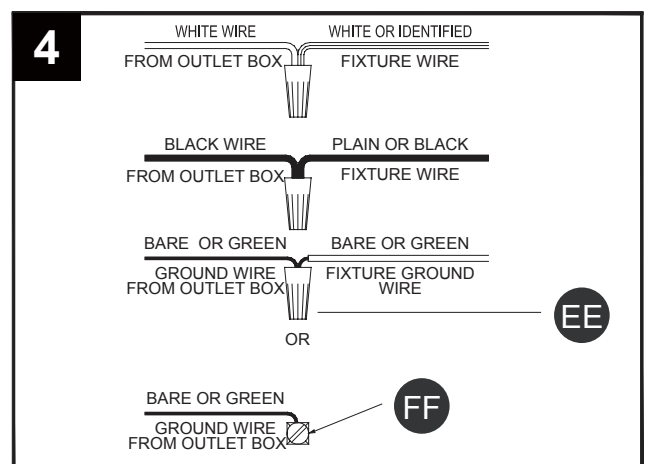 4
WHITE WIRE
FROM OUTLET BOX
WHITE OR IDENTIFIED
FIXTURE WIRE
BLACK WIRE
FROM OUTLET BOX
PLAIN OR BLACK
FIXTURE WIRE
BARE OR GREEN
GROUND WIRE
FROM OUTLET BOX
BARE OR GREEN
FIXTURE GROUND
WIRE
EE
OR
BARE OR GREEN
GROUND WIRE
FROM OUTLET BOX
FF